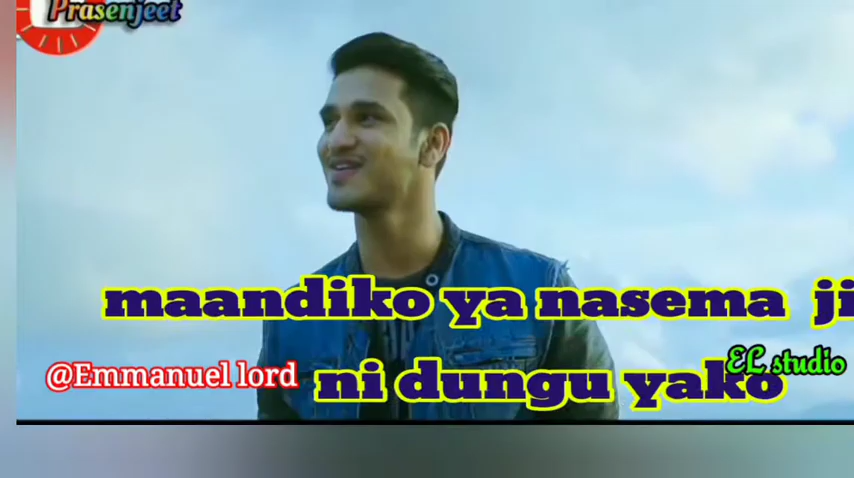 Prasenjeet
maandiko ya nasema ji
@Emmanuel lord
ni dungu yako
EL studio